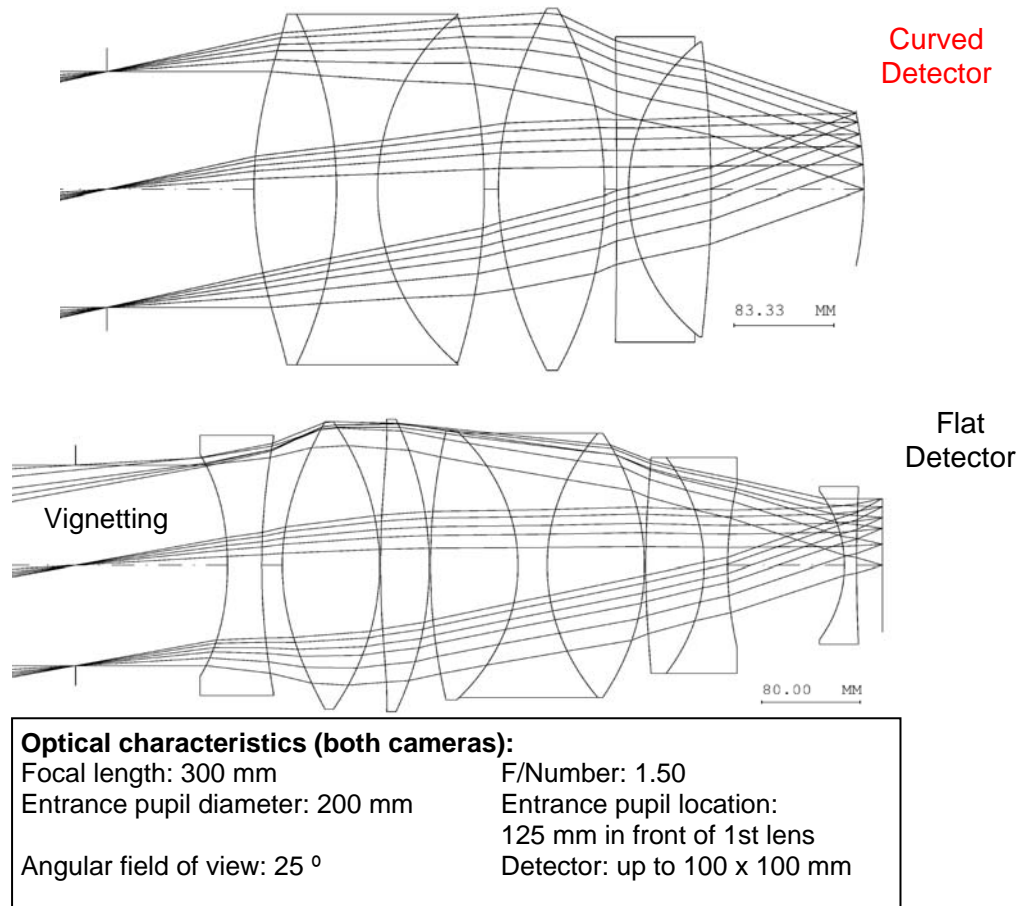 Curved
Detector
83.33 MM
Flat
Detector
Vignetting
80.00 MM
Optical characteristics (both cameras):
Focal length: 300 mm F/Number: 1.50
Entrance pupil diameter: 200 mm Entrance pupil location:
125 mm in front of 1st lens
Angular field of view: 25 º Detector: up to 100 x 100 mm